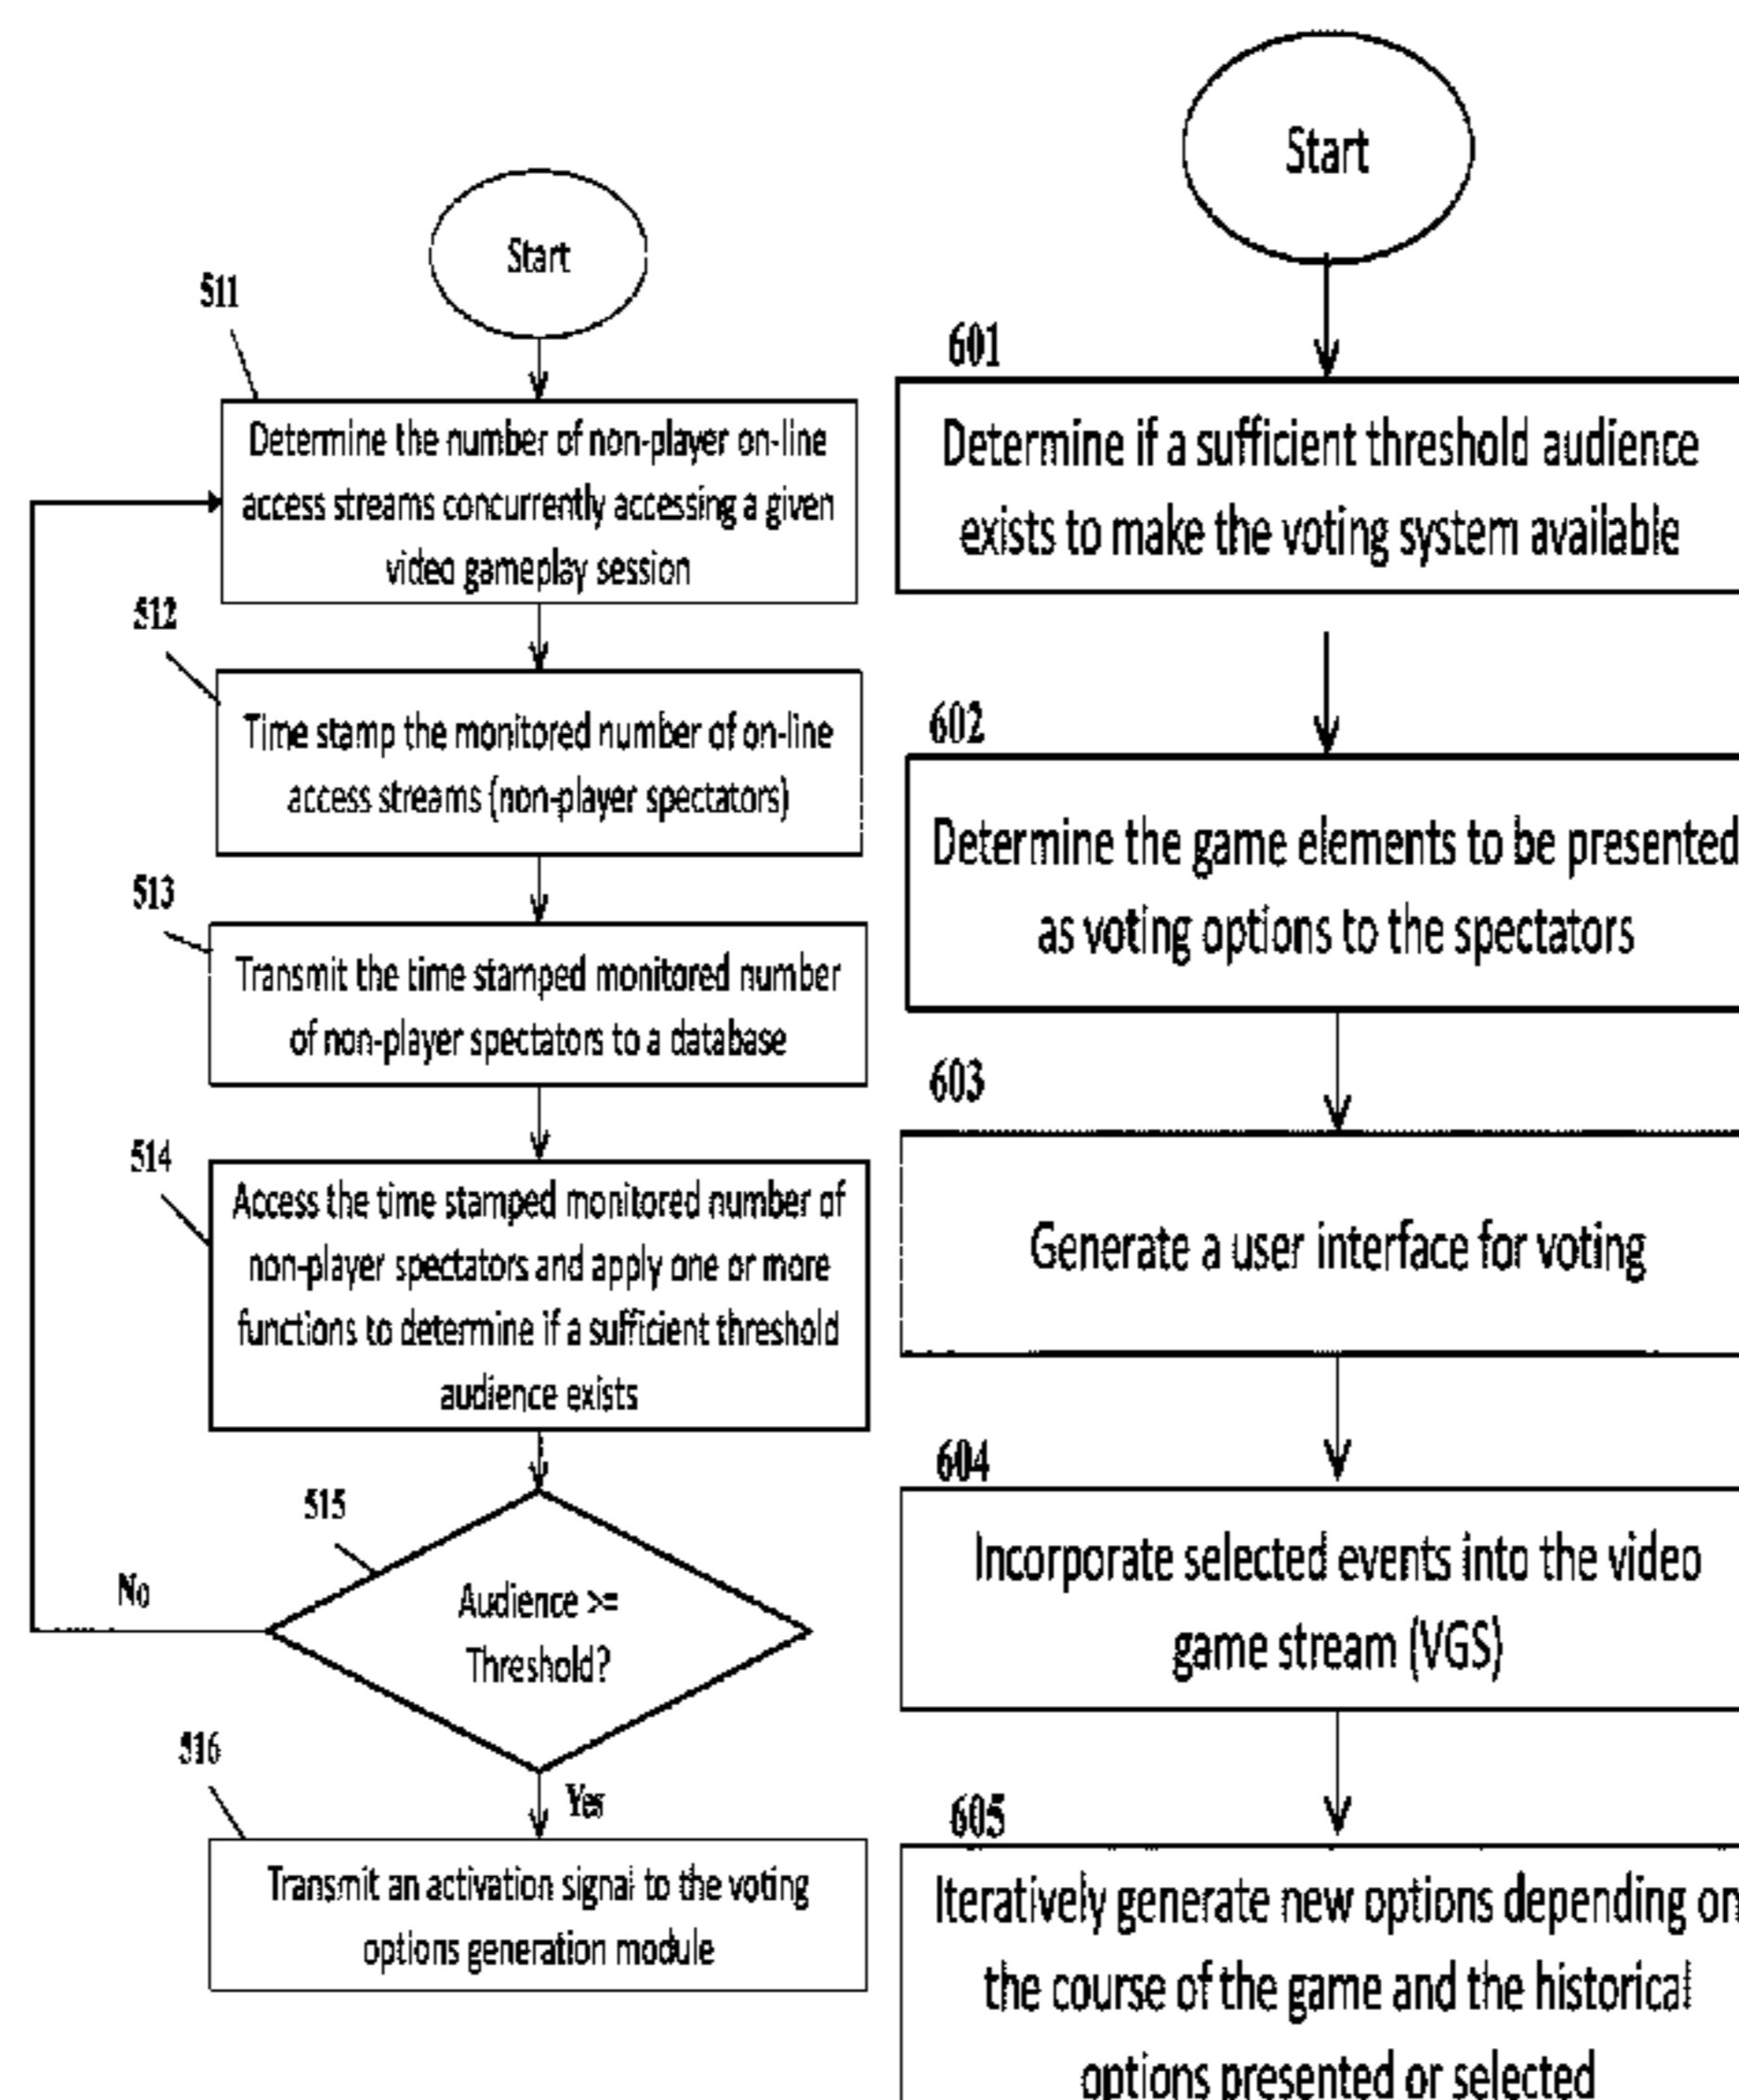 Start
511
Determine the number of non-player on-line
access streams concurrently accessing a given
video gameplay session
512
Time stamp the monitored number of on-line
access streams (non-player spectators)
513
Transmit the time stamped monitored number
of non-player spectators to a database
514
Access the time stamped monitored number of
non-player spectators and apply one or more
functions to determine if a sufficient threshold
audience exists
515
Audience >=
Threshold?
No
Yes
516
Transmit an activation signal to the voting
options generation module
Start
601
Determine if a sufficient threshold audience
exists to make the voting system available
602
Determine the game elements to be presented
as voting options to the spectators
603
Generate a user interface for voting
604
Incorporate selected events into the video
game stream (VGS)
605
Iteratively generate new options depending on
the course of the game and the historical
options presented or selected